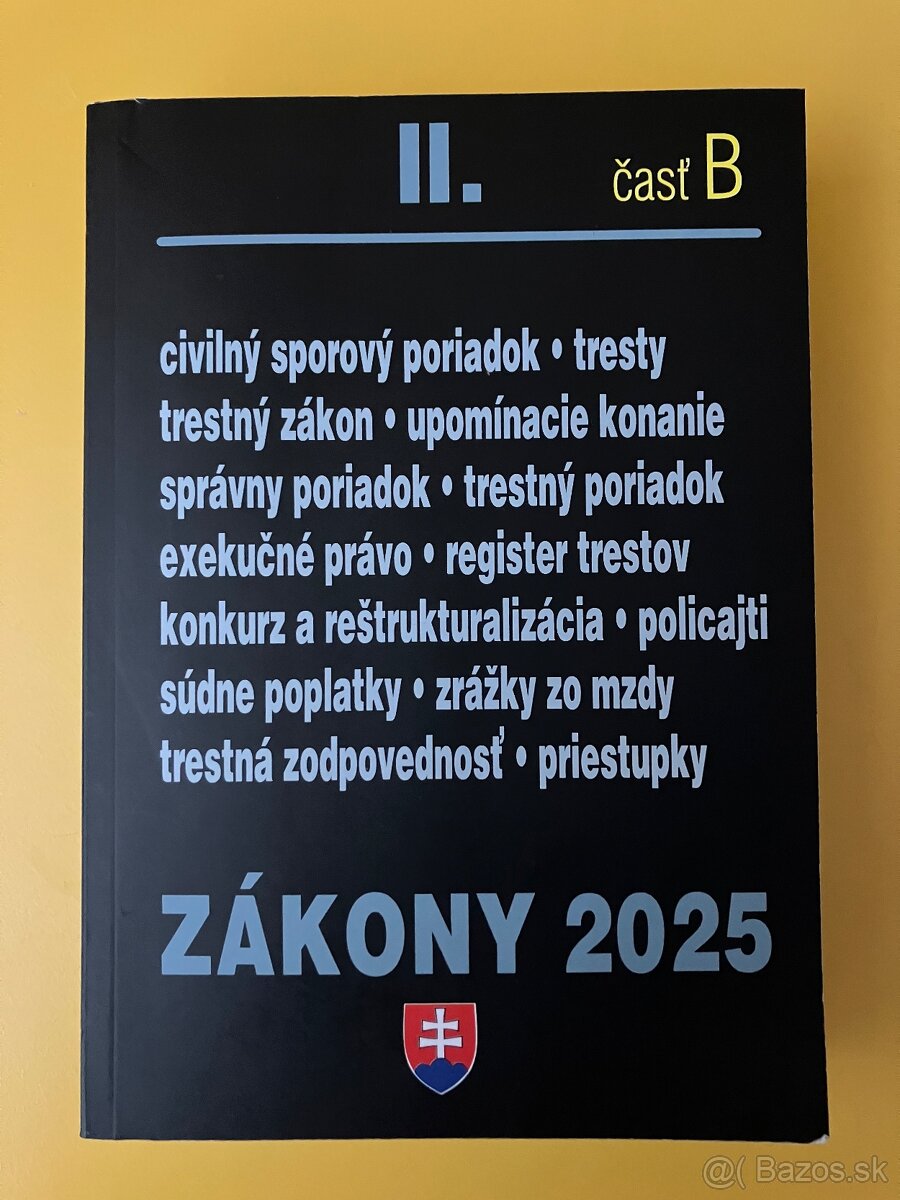 II.
časť B
civilný sporový poriadok • tresty
trestný zákon • upomínacie konanie
správny poriadok • trestný poriadok
exekučné právo • register trestov
konkurz a reštrukturalizácia • policajti
súdne poplatky • zrážky zo mzdy
trestná zodpovednosť • priestupky
ZÁKONY 2025
@( Bazos.sk